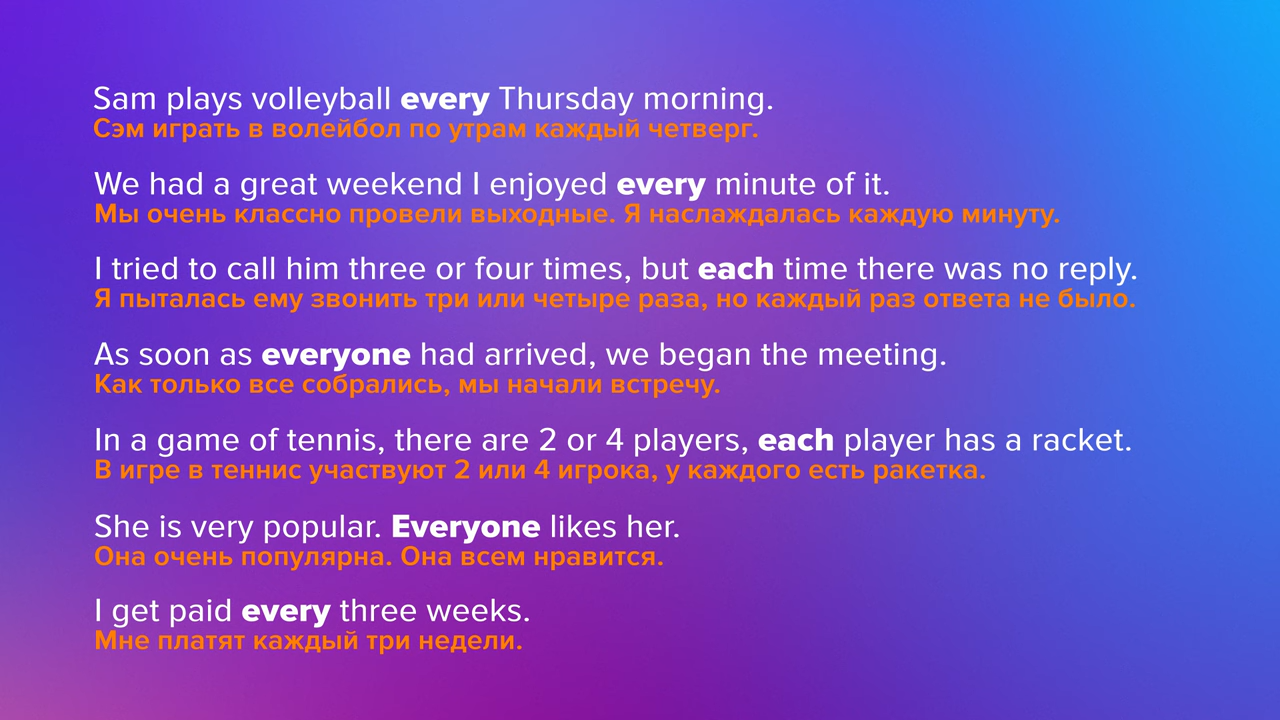 Sam plays volleyball every Thursday morning.
Сэм играть в волейбол по утрам каждый четверг.
We had a great weekend I enjoyed every minute of it.
Мы очень классно провели выходные. Я наслаждалась каждую минуту.
I tried to call him three or four times, but each time there was no reply.
Я пыталась ему звонить три или четыре раза, но каждый раз ответа не было.
As soon as everyone had arrived, we began the meeting.
Как только все собрались, мы начали встречу.
In a game of tennis, there are 2 or 4 players, each player has a racket.
В игре в теннис участвуют 2 или 4 игрока, у каждого есть ракетка.
She is very popular. Everyone likes her.
Она очень популярна. Она всем нравится.
I get paid every three weeks.
Мне платят каждый три недели.